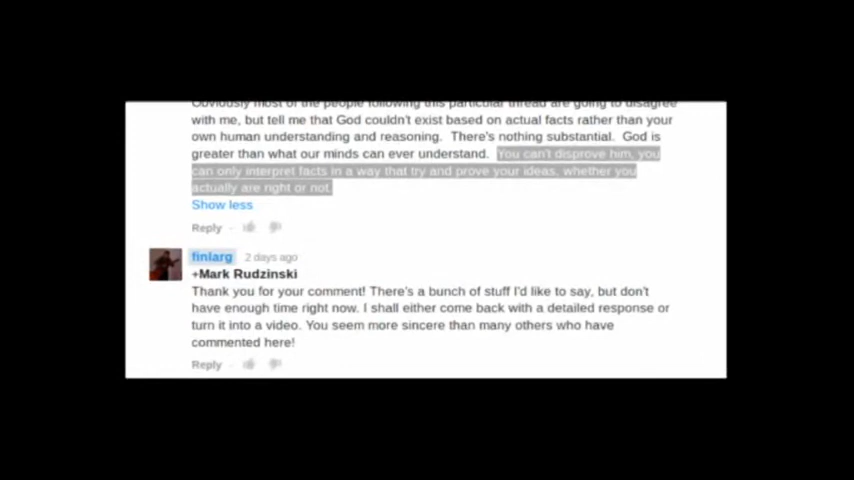 Obviously most of the people following this particular thread are going to disagree
with me, but tell me that God couldn't exist based on actual facts rather than your
own human understanding and reasoning.  There's nothing substantial.  God is
greater than what our minds can ever understand.  You can't disprove him, you
can only interpret facts in a way that try and prove your ideas, whether you
actually are right or not.
Show less
Reply
finlarg 2 days ago
+Mark Rudzinski
Thank you for your comment! There's a bunch of stuff I'd like to say, but don't
have enough time right now. I shall either come back with a detailed response or
turn it into a video. You seem more sincere than many others who have
commented here!
Reply